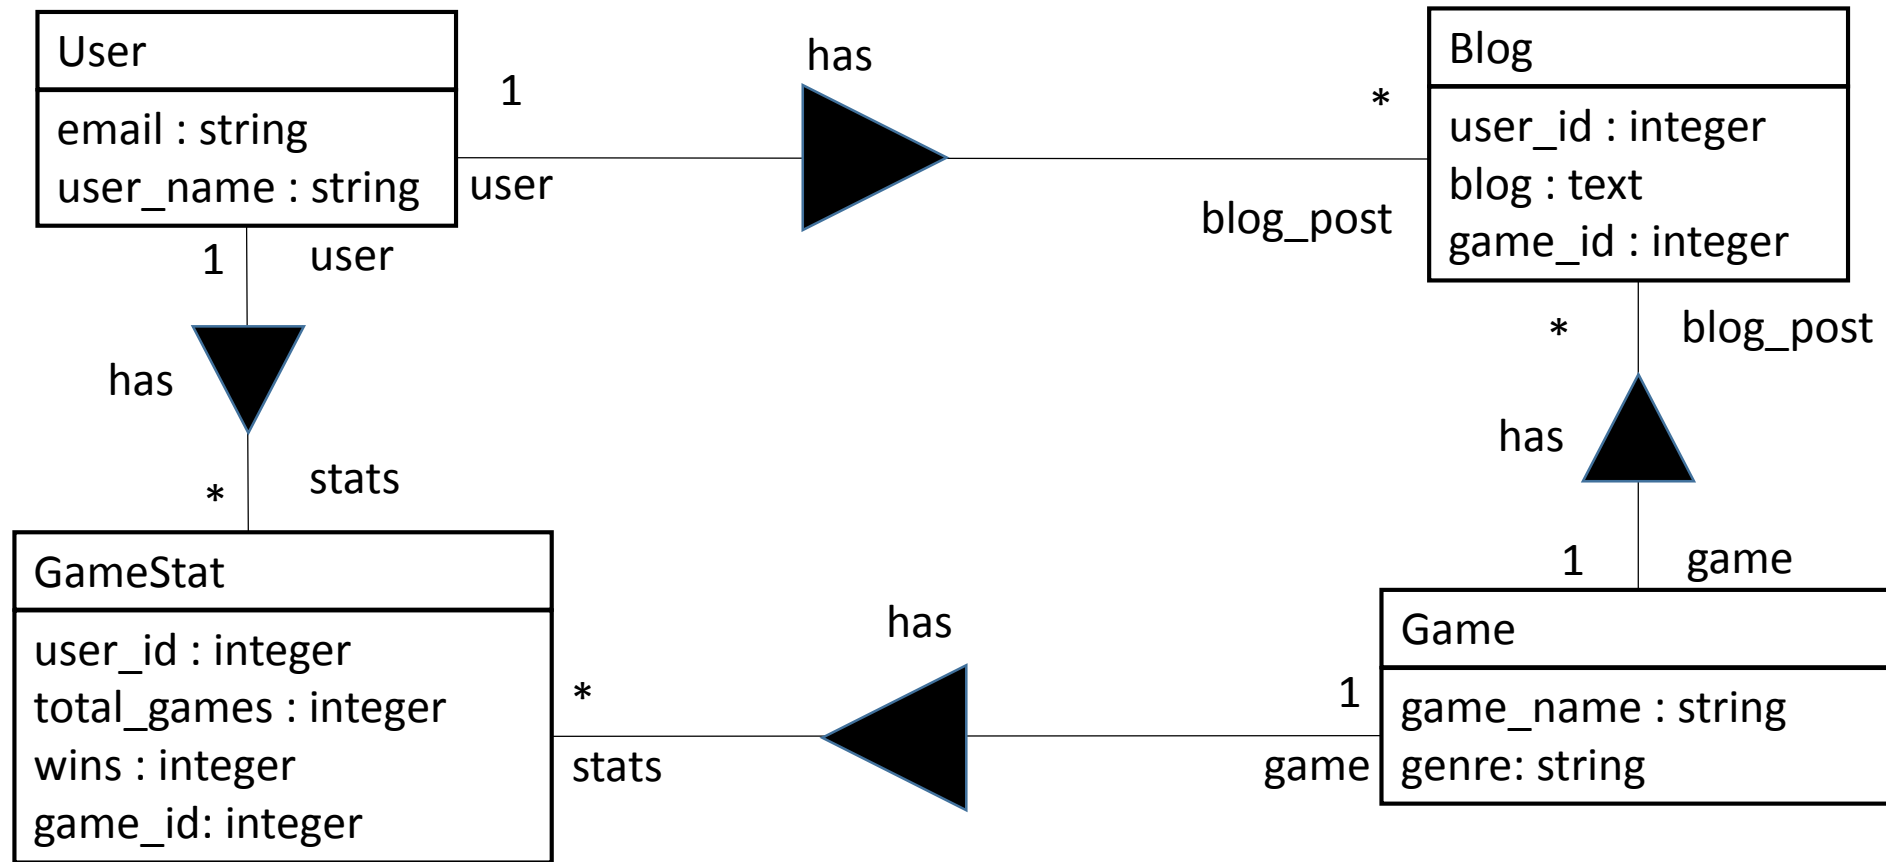 User
email : string
user_name : string
1
user
has
*
blog_post
Blog
user_id : integer
blog : text
game_id : integer
1
user
has
*
stats
*
blog_post
has
1
game
GameStat
user_id : integer
total_games : integer
wins : integer
game_id: integer
*
stats
has
1
game
Game
game_name : string
genre: string